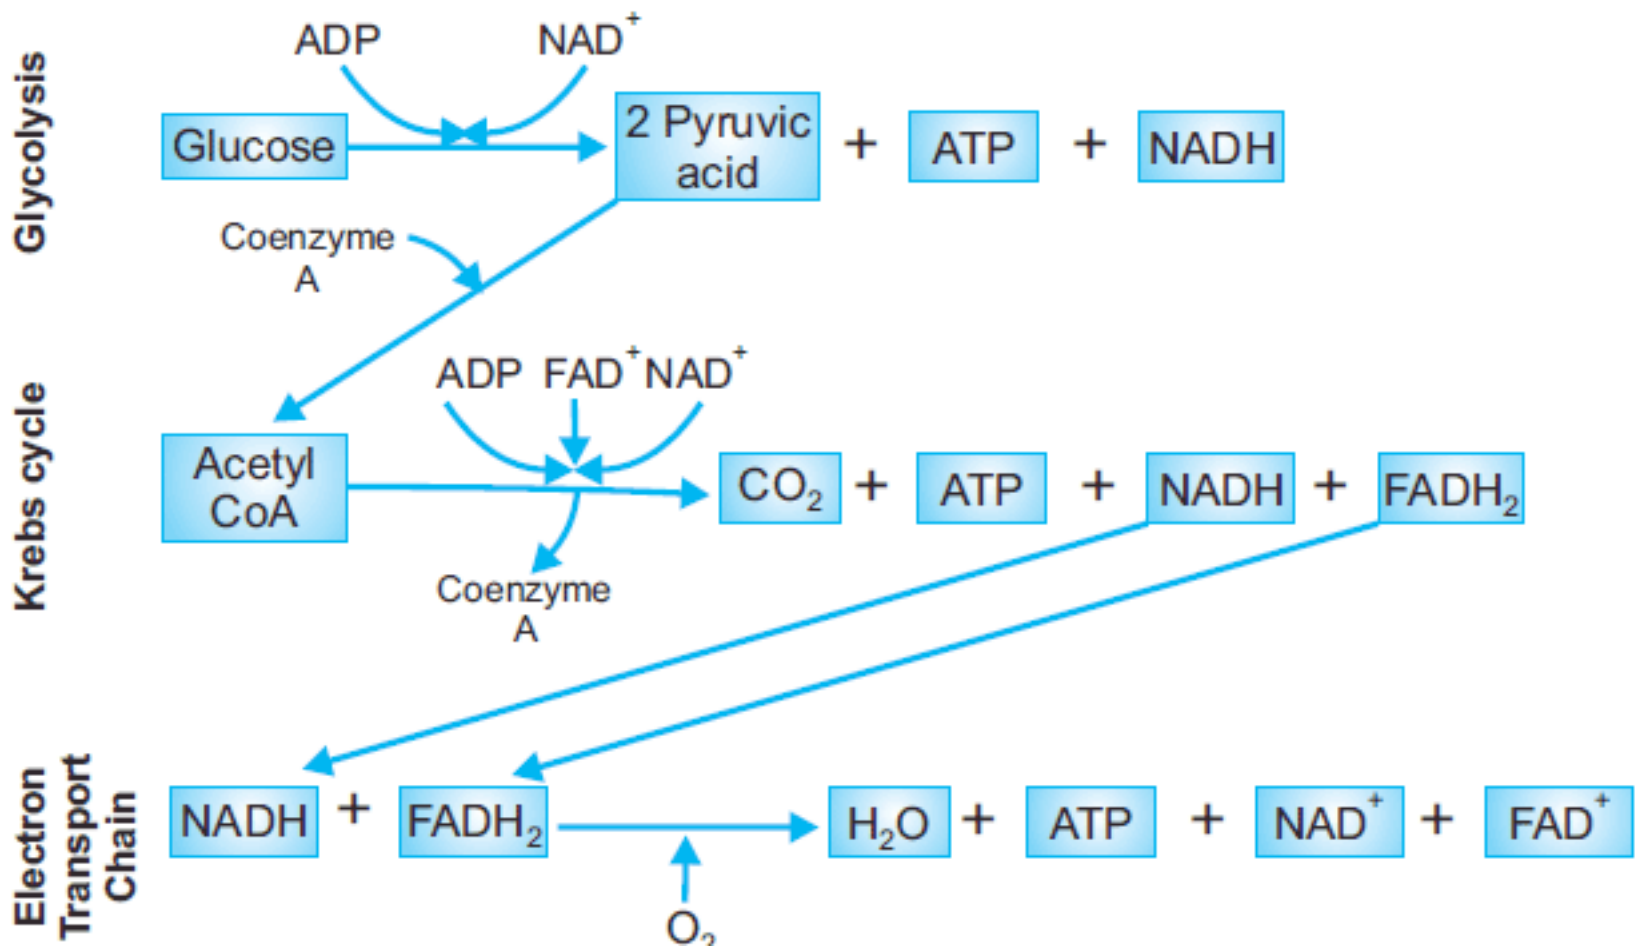 Glycolysis
ADP
NAD+
Glucose
2 Pyruvic
acid
+
ATP
+
NADH
Coenzyme
A
Krebs cycle
ADP FAD+ NAD+
Acetyl
CoA
CO2
+
ATP
+
NADH
+
FADH2
Coenzyme
A
Electron
Transport
Chain
NADH
+
FADH2
H2O
+
ATP
+
NAD+
+
FAD+
O2